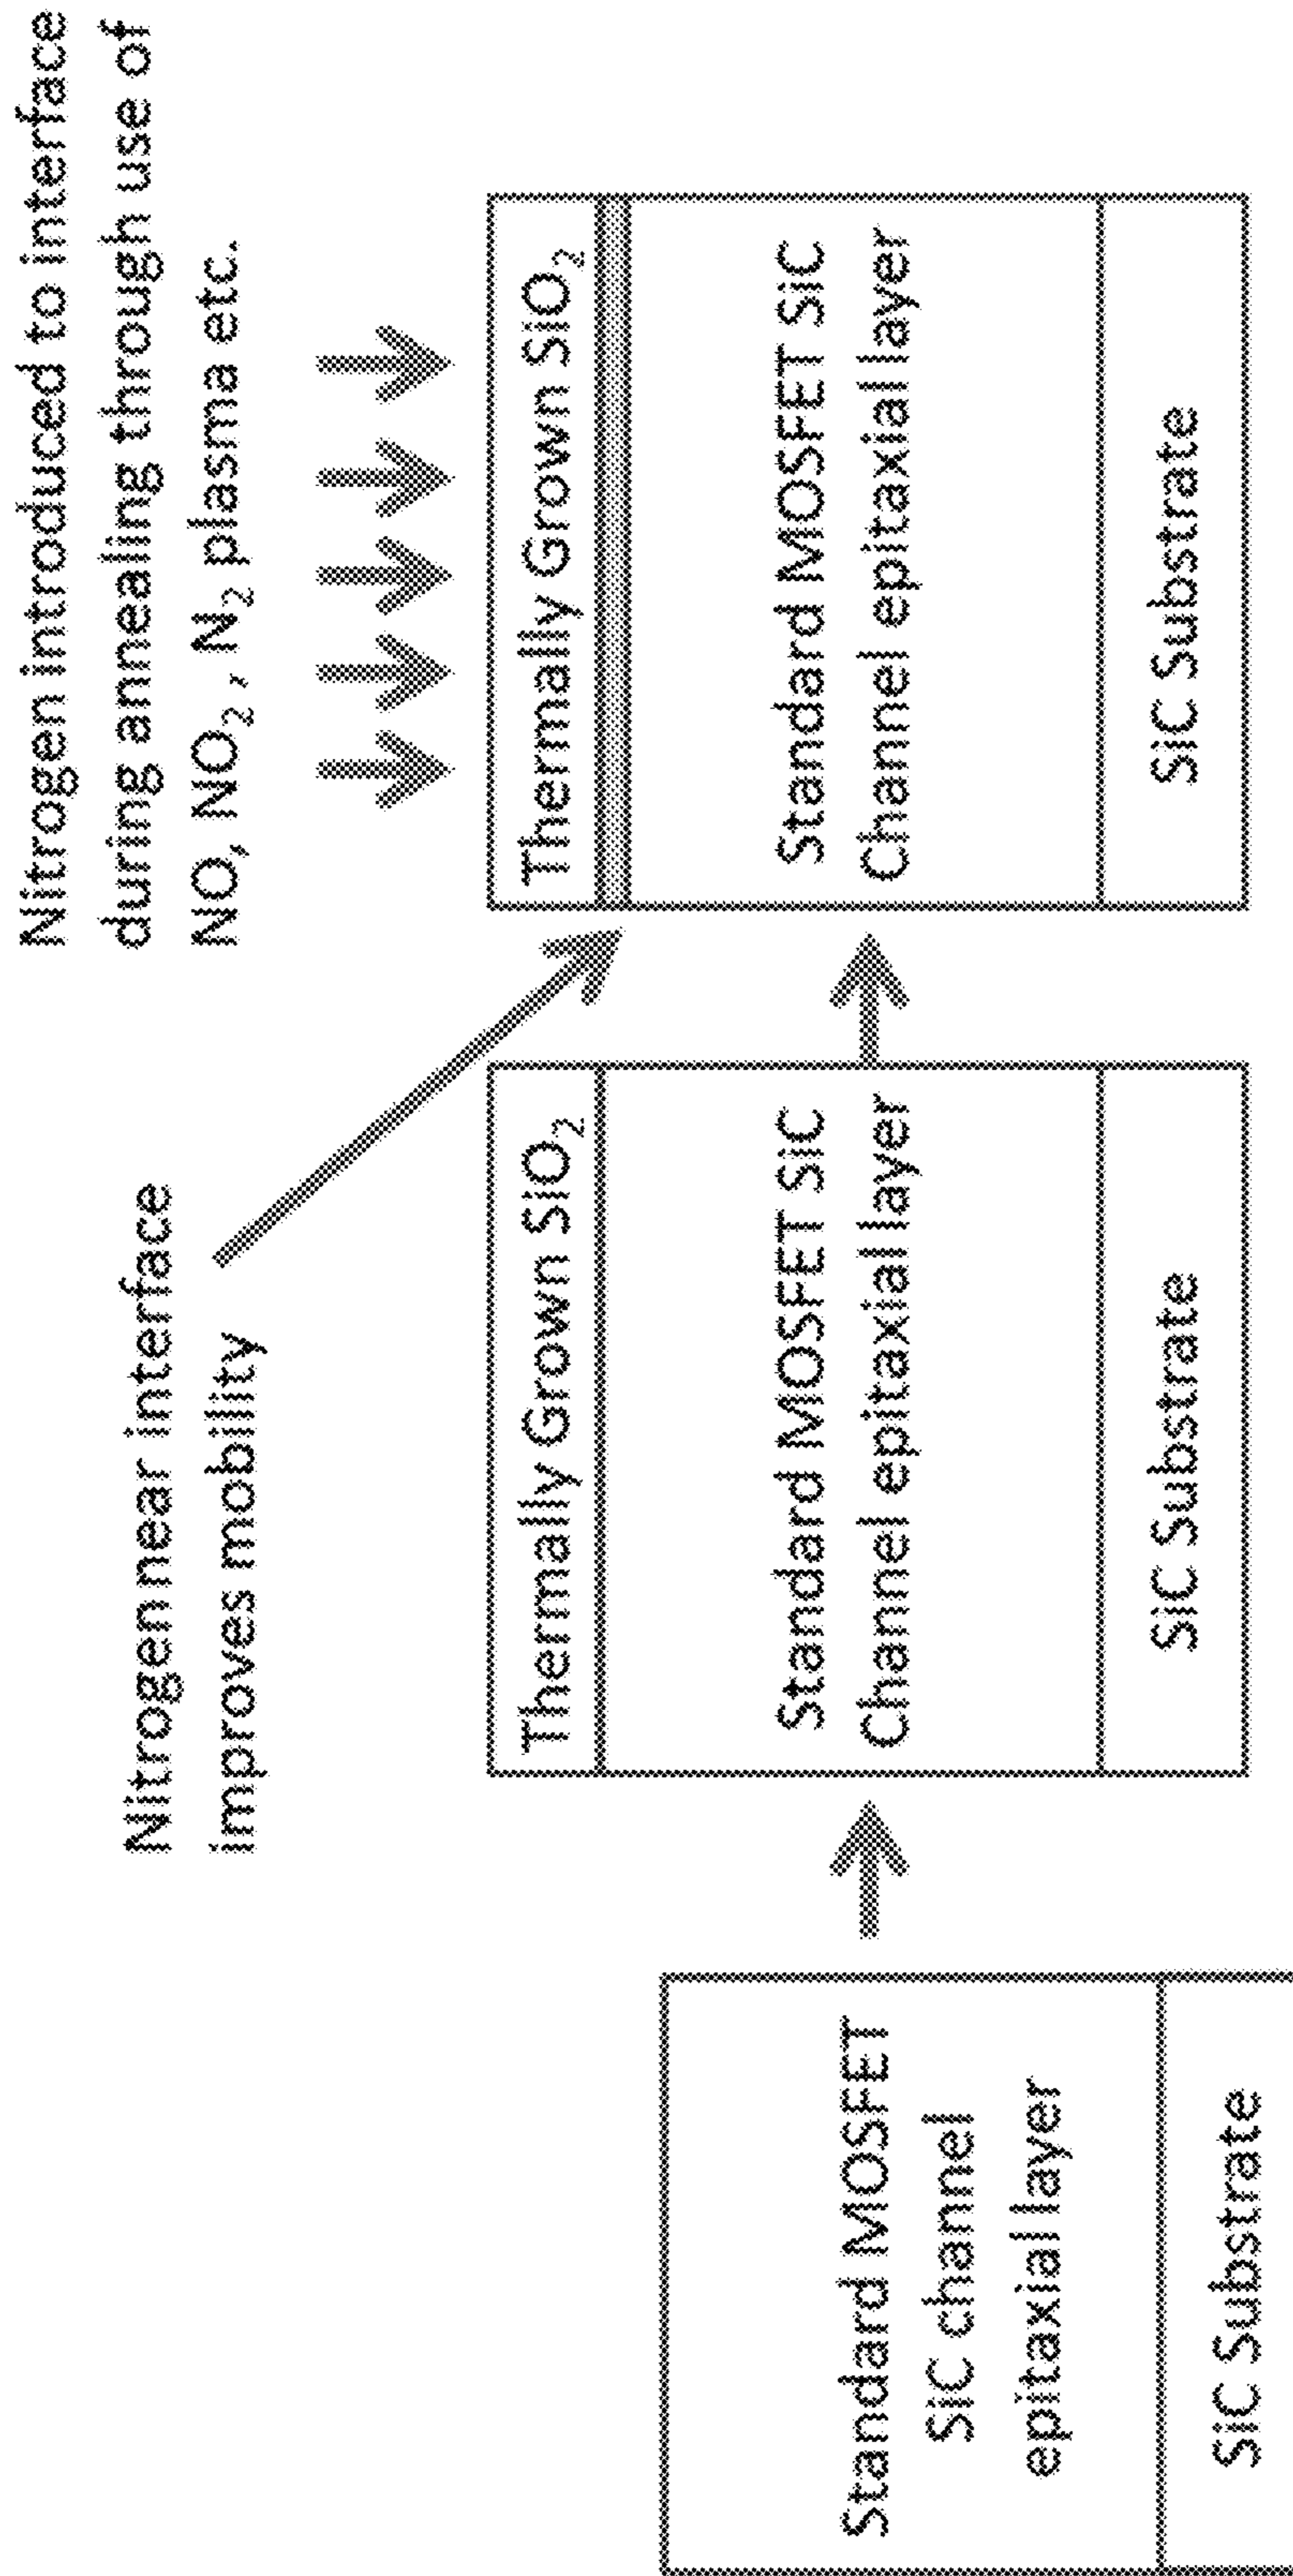 Nitrogen introduced to interface
during annealing through use of
NO, NO₂, N₂ plasma etc.
Nitrogen near interface
improves mobility
Standard MOSFET
SiC channel
epitaxial layer
SiC Substrate
Thermally Grown SiO₂
Standard MOSFET SiC
Channel epitaxial layer
SiC Substrate
Thermally Grown SiO₂
Standard MOSFET SiC
Channel epitaxial layer
SiC Substrate